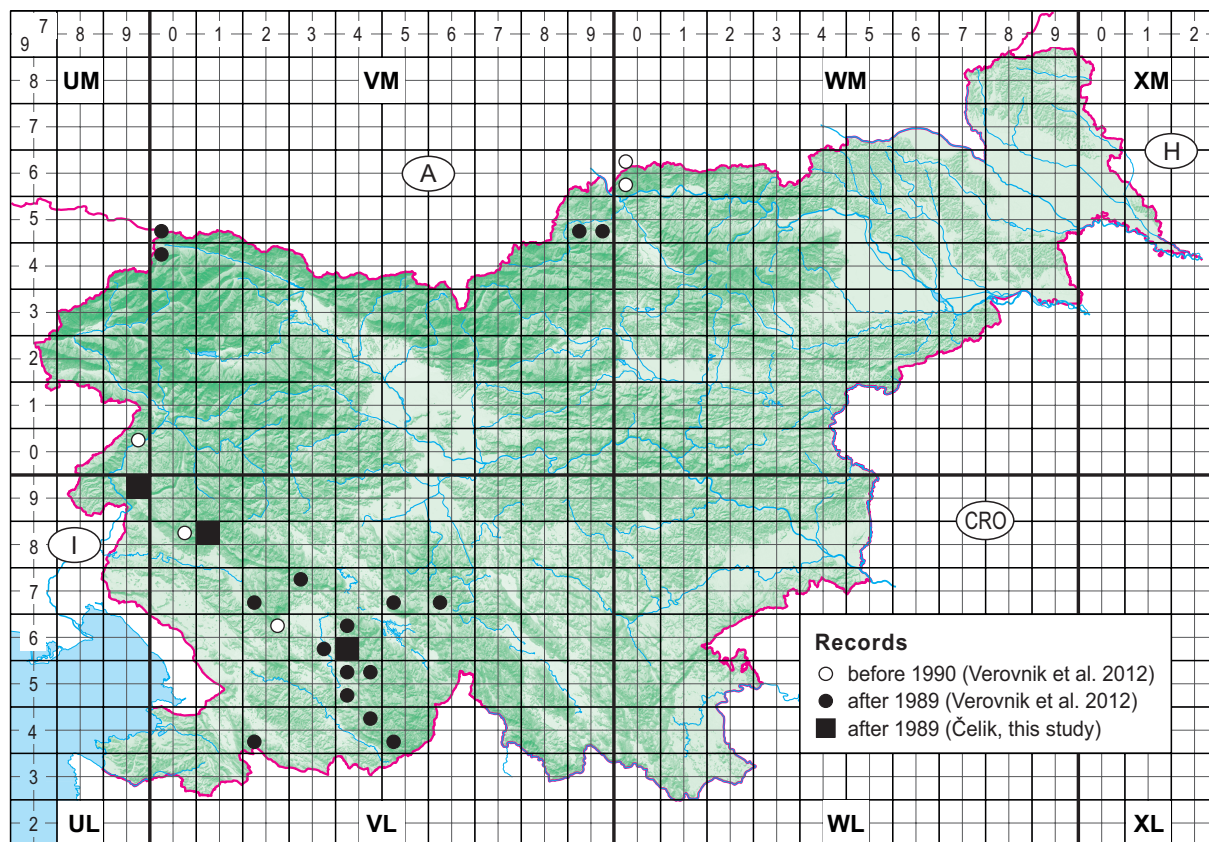 7
9
8 9 0 1 2 3 4 5 6 7 8 9 0 1 2 3 4 5 6 7 8 9 0 1 2
8 UM VM WM XM
7
A H
6
5
4
3
2
1
0
9
I CRO
8
7
6
5
4
3
2 UL VL WL XL
Records
before 1990 (Verovnik et al. 2012)
after 1989 (Verovnik et al. 2012)
after 1989 (Čelik, this study)